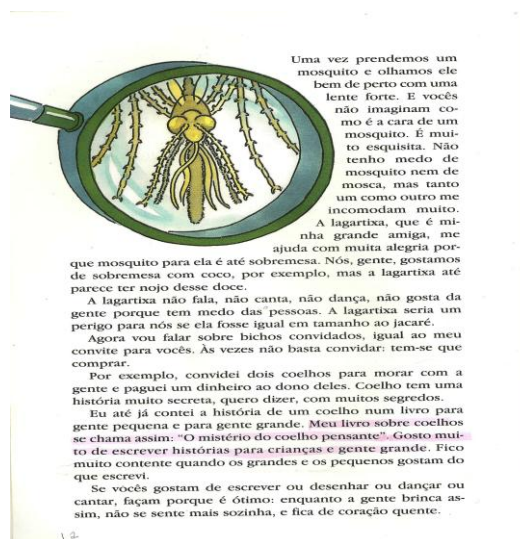 Uma vez prendemos um
mosquito e olhamos ele
bem de perto com uma
lente forte. E vocês
não imaginam co-
mo é a cara de um
mosquito. É mui-
to esquisita. Não
tenho medo de
mosquito nem de
mosca, mas tanto
um como outro me
incomodam muito.
A lagartixa, que é mi-
nha grande amiga, me
ajuda com muita alegria por-
que mosquito para ela é até sobremesa. Nós, gente, gostamos
de sobremesa com coco, por exemplo, mas a lagartixa até
parece ter nojo desse doce.
A lagartixa não fala, não canta, não dança, não gosta da
gente porque tem medo das pessoas. A lagartixa seria um
perigo para nós se ela fosse igual em tamanho ao jacaré.
Agora vou falar sobre bichos convidados, igual ao meu
convite para vocês. Às vezes não basta convidar: tem-se que
comprar.
Por exemplo, convidei dois coelhos para morar com a
gente e paguei um dinheiro ao dono deles. Coelho tem uma
história muito secreta, quero dizer, com muitos segredos.
Eu até já contei a história de um coelho num livro para
gente pequena e para gente grande. Meu livro sobre coelhos
se chama assim: "O mistério do coelho pensante". Gosto mui-
to de escrever histórias para crianças e gente grande. Fico
muito contente quando os grandes e os pequenos gostam do
que escrevi.
Se vocês gostam de escrever ou desenhar ou dançar ou
cantar, façam porque é ótimo: enquanto a gente brinca as-
sim, não se sente mais sozinha, e fica de coração quente.
12